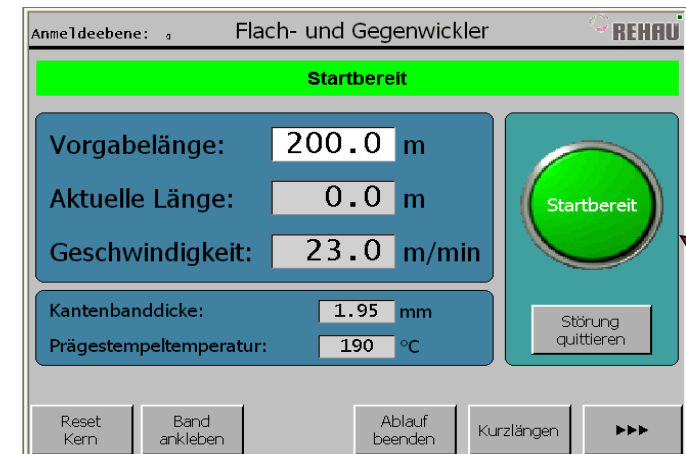 Anmeldeebene: 0 Flach- und Gegenwickler REHAU
Startbereit
Vorgabelänge: 200.0 m
Aktuelle Länge: 0.0 m
Geschwindigkeit: 23.0 m/min
Startbereit
Kantenbanddicke: 1.95 mm
Prägestempeltemperatur: 190 °C
Störung
quittieren
Reset
Kern
Band
ankleben
Ablauf
beenden
Kurzlängen
►►►